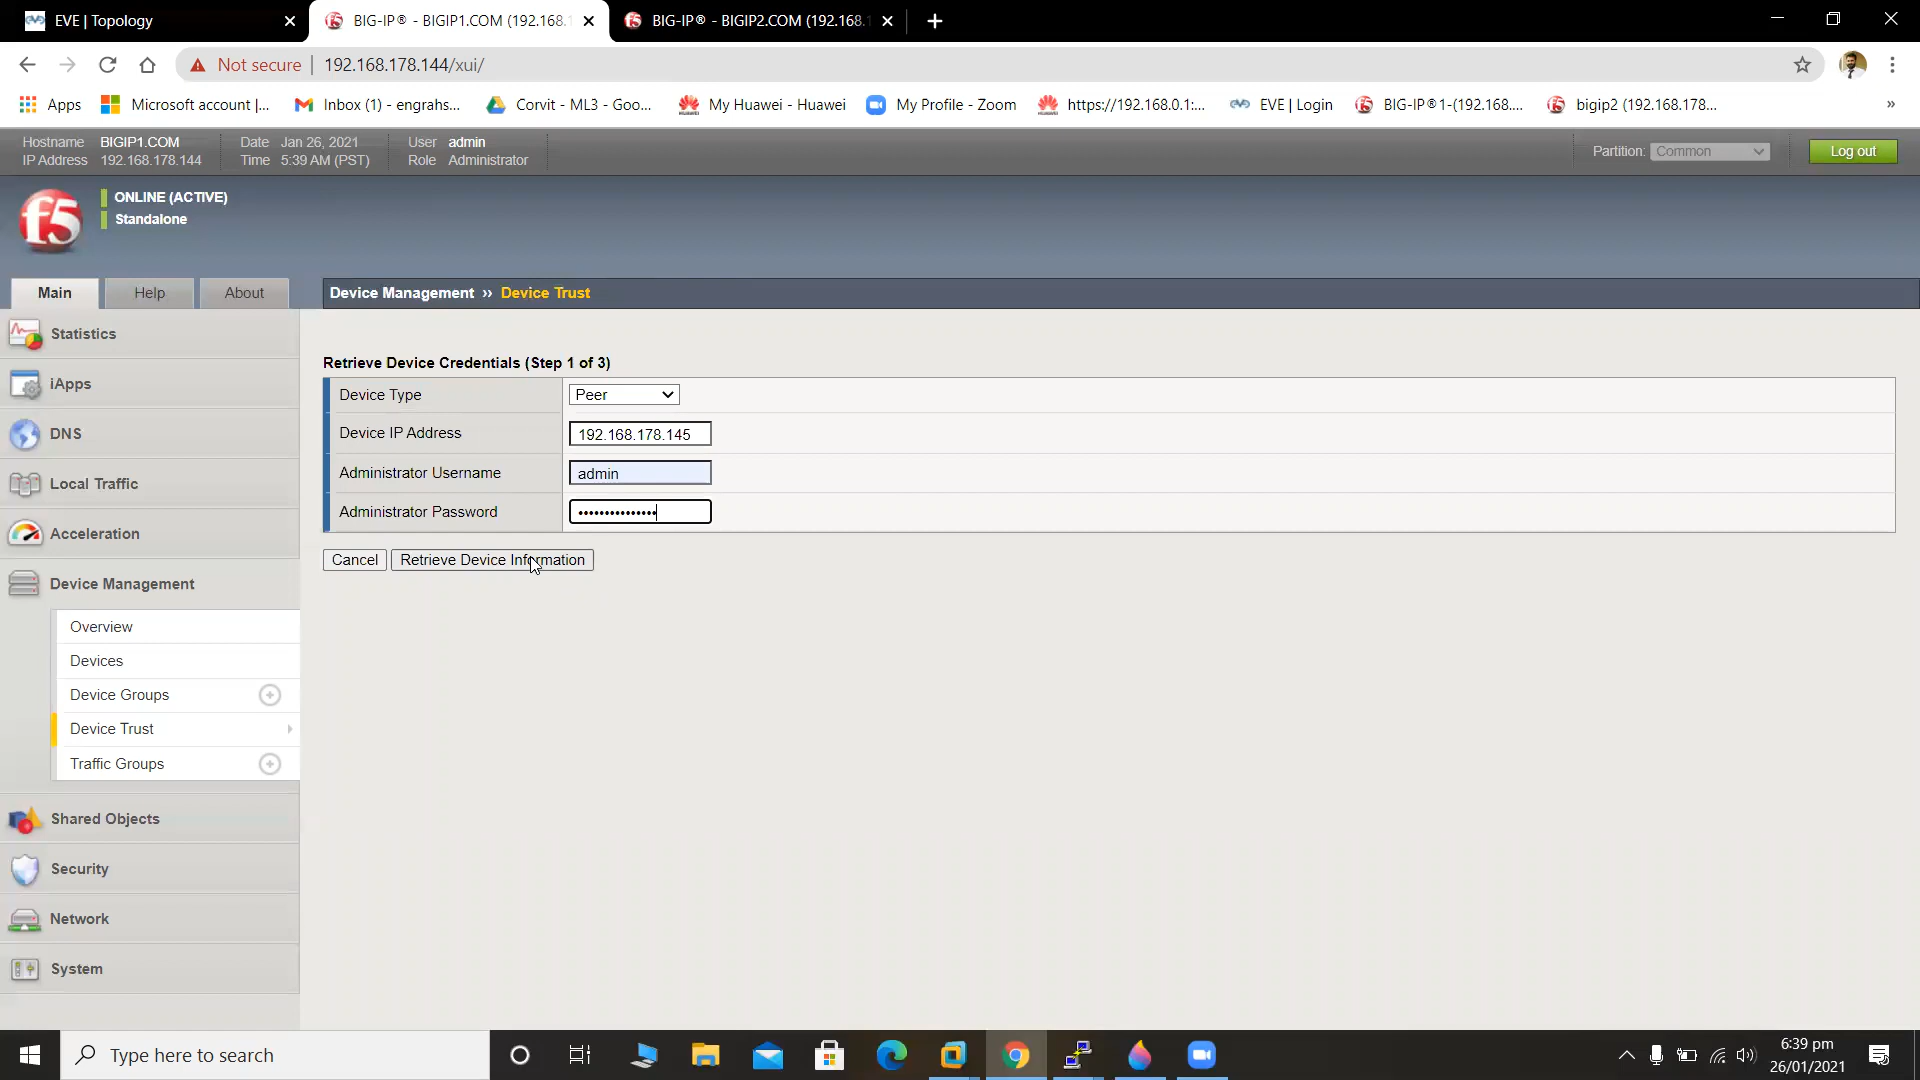 EVE | Topology
BIG-IP® - BIGIP1.COM (192.168.1
BIG-IP® - BIGIP2.COM (192.168.1
Not secure | 192.168.178.144/xui/
Apps
Microsoft account |...
Inbox (1) - engrahs...
Corvit - ML3 - Goo...
My Huawei - Huawei
My Profile - Zoom
https://192.168.0.1:...
EVE | Login
BIG-IP®1-(192.168....
bigip2 (192.168.178...
»
Hostname BIGIP1.COM
IP Address 192.168.178.144
Date Jan 26, 2021
Time 5:39 AM (PST)
User admin
Role Administrator
Partition: Common
Log out
f5
ONLINE (ACTIVE)
Standalone
Main
Help
About
Device Management ›› Device Trust
Statistics
iApps
DNS
Local Traffic
Acceleration
Device Management
Overview
Devices
Device Groups
Device Trust
Traffic Groups
Shared Objects
Security
Network
System
Retrieve Device Credentials (Step 1 of 3)
Device Type Peer
Device IP Address 192.168.178.145
Administrator Username admin
Administrator Password •••••••••••••••
Cancel
Retrieve Device Information
Type here to search
6:39 pm
26/01/2021